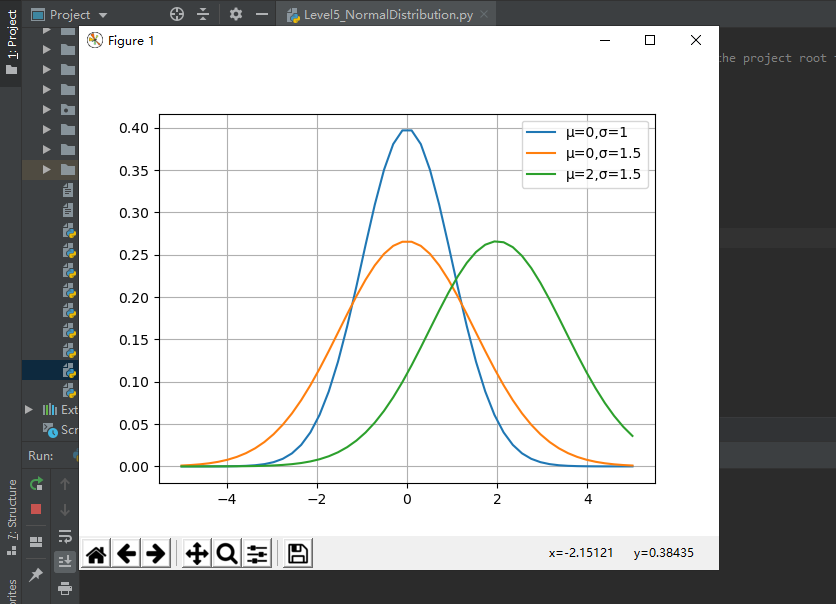 1: Project
Project
Level5_NormalDistribution.py
Figure 1
he project root
0.40
0.35
0.30
0.25
0.20
0.15
0.10
0.05
0.00
−4
−2
0
2
4
μ=0,σ=1
μ=0,σ=1.5
μ=2,σ=1.5
Ext
Scr
Run:
7: Structure
rites
x=-2.15121 y=0.38435